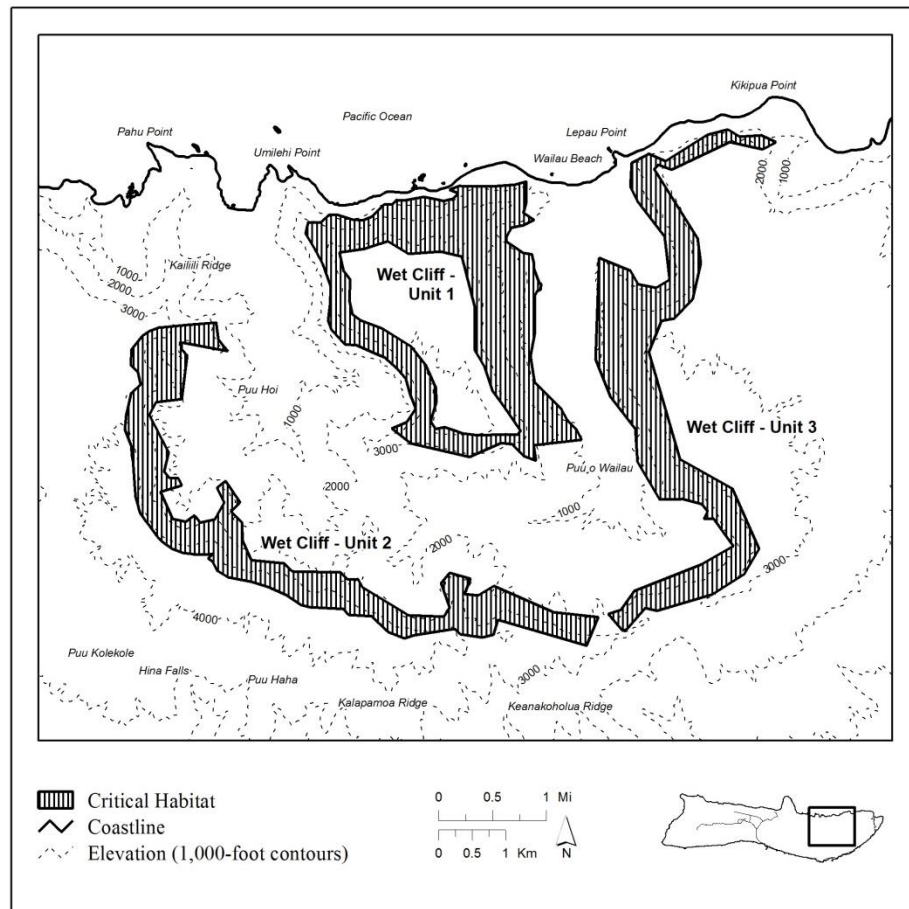 Kikipua Point
Pacific Ocean
Pahu Point
Lepau Point
Umilehi Point
Wailau Beach
2000
1000
Kailiili Ridge
1000
2000
3000
Wet Cliff -
Unit 1
Puu Hoi
1000
Wet Cliff - Unit 3
3000
Puu o Wailau
2000
1000
Wet Cliff - Unit 2
2000
3000
4000
Puu Kolekole
Hina Falls
Puu Haha
3000
Kalapamoa Ridge
Keanakoholua Ridge
Critical Habitat
Coastline
Elevation (1,000-foot contours)
0 0.5 1 Mi
0 0.5 1 Km
N